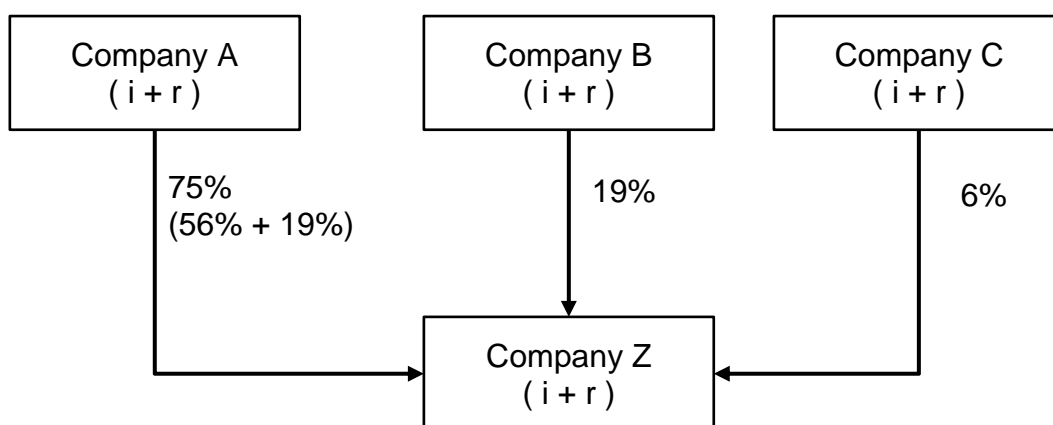 Company A
( i + r )
Company B
( i + r )
Company C
( i + r )
75%
(56% + 19%)
19%
6%
Company Z
( i + r )